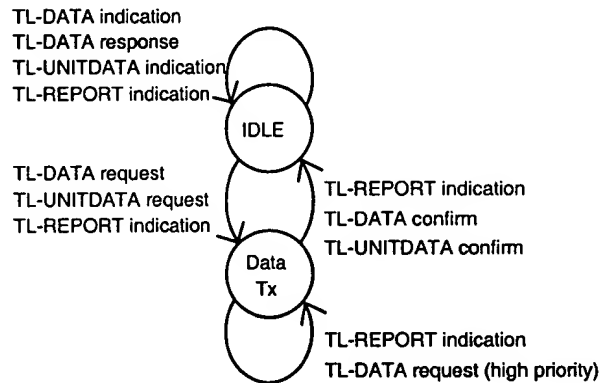 TL-DATA indication
TL-DATA response
TL-UNITDATA indication
TL-REPORT indication
IDLE
TL-DATA request
TL-UNITDATA request
TL-REPORT indication
TL-REPORT indication
TL-DATA confirm
TL-UNITDATA confirm
Data
Tx
TL-REPORT indication
TL-DATA request (high priority)